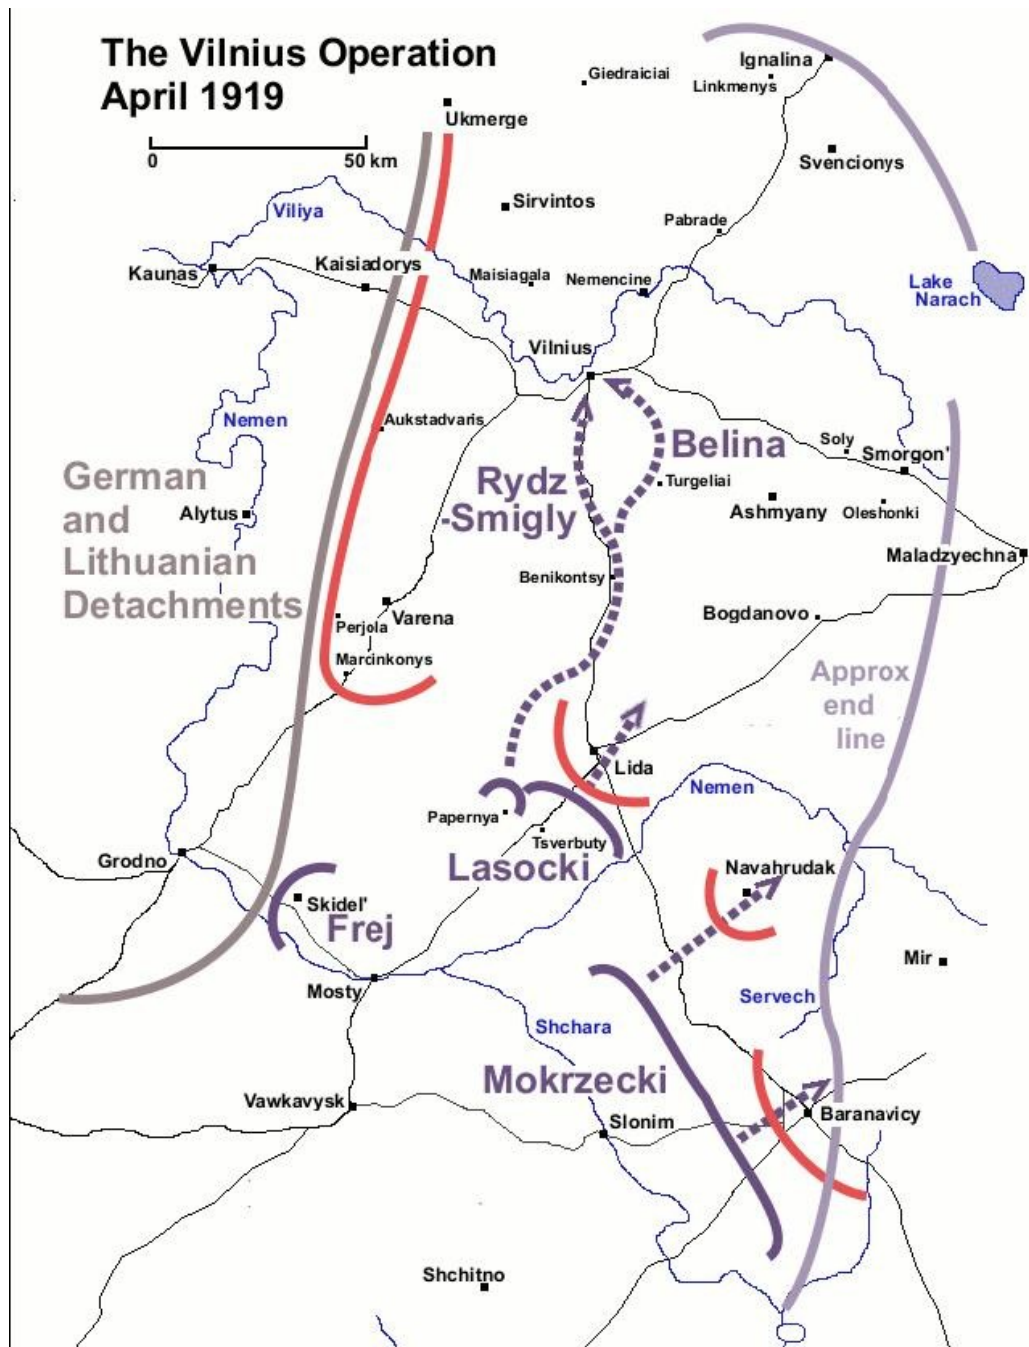 The Vilnius Operation
April 1919
0 50 km
Ukmerge
Giedraiciai
Ignalina
Linkmenys
Svencionys
Sirvintos
Viliya
Pabrade
Kaunas
Kaisiadorys
Maisiagala
Nemencine
Lake
Narach
Vilnius
Nemen
Aukstadvaris
Belina
Soly
Smorgon'
German
and
Lithuanian
Detachments
Rydz
-Smigly
Turgeliai
Alytus
Ashmyany
Oleshonki
Maladzyechna
Benikontsy
Varena
Perjola
Bogdanovo
Marcinkonys
Approx
end
line
Lida
Nemen
Papernya
Tsverbuty
Grodno
Lasocki
Navahrudak
Skidel'
Frej
Mir
Mosty
Servech
Shchara
Mokrzecki
Vawkavysk
Slonim
Baranavicy
Shchitno